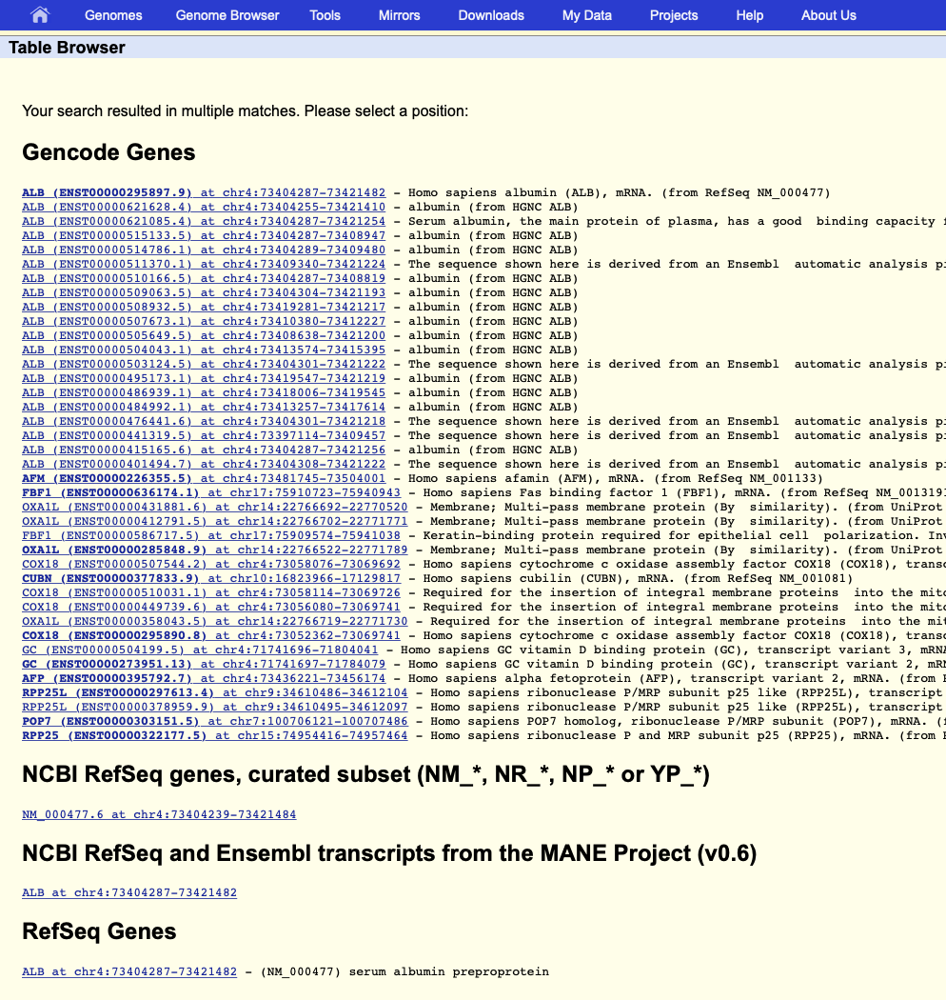 Genomes Genome Browser Tools Mirrors Downloads My Data Projects Help About Us
Table Browser
Your search resulted in multiple matches. Please select a position:
Gencode Genes
ALB (ENST00000295897.9) at chr4:73404287-73421482 - Homo sapiens albumin (ALB), mRNA. (from RefSeq NM_000477)
ALB (ENST00000621628.4) at chr4:73404255-73421410 - albumin (from HGNC ALB)
ALB (ENST00000621085.4) at chr4:73404287-73421254 - Serum albumin, the main protein of plasma, has a good binding capacity f
ALB (ENST00000515133.5) at chr4:73404287-73408947 - albumin (from HGNC ALB)
ALB (ENST00000514786.1) at chr4:73404289-73409480 - albumin (from HGNC ALB)
ALB (ENST00000511370.1) at chr4:73409340-73421224 - The sequence shown here is derived from an Ensembl automatic analysis pi
ALB (ENST00000510166.5) at chr4:73404287-73408819 - albumin (from HGNC ALB)
ALB (ENST00000509063.5) at chr4:73404304-73421193 - albumin (from HGNC ALB)
ALB (ENST00000508932.5) at chr4:73419281-73421217 - albumin (from HGNC ALB)
ALB (ENST00000507673.1) at chr4:73410380-73412227 - albumin (from HGNC ALB)
ALB (ENST00000505649.5) at chr4:73408638-73421200 - albumin (from HGNC ALB)
ALB (ENST00000504043.1) at chr4:73413574-73415395 - albumin (from HGNC ALB)
ALB (ENST00000503124.5) at chr4:73404301-73421222 - The sequence shown here is derived from an Ensembl automatic analysis pi
ALB (ENST00000495173.1) at chr4:73419547-73421219 - albumin (from HGNC ALB)
ALB (ENST00000486939.1) at chr4:73418006-73419545 - albumin (from HGNC ALB)
ALB (ENST00000484992.1) at chr4:73413257-73417614 - albumin (from HGNC ALB)
ALB (ENST00000476441.6) at chr4:73404301-73421218 - The sequence shown here is derived from an Ensembl automatic analysis pi
ALB (ENST00000441319.5) at chr4:73397114-73409457 - The sequence shown here is derived from an Ensembl automatic analysis pi
ALB (ENST00000415165.6) at chr4:73404287-73421256 - albumin (from HGNC ALB)
ALB (ENST00000401494.7) at chr4:73404308-73421222 - The sequence shown here is derived from an Ensembl automatic analysis pi
AFM (ENST00000226355.5) at chr4:73481745-73504001 - Homo sapiens afamin (AFM), mRNA. (from RefSeq NM_001133)
FBF1 (ENST00000636174.1) at chr17:75910723-75940943 - Homo sapiens Fas binding factor 1 (FBF1), mRNA. (from RefSeq NM_0013191
OXA1L (ENST00000431881.6) at chr14:22766692-22770520 - Membrane; Multi-pass membrane protein (By similarity). (from UniProt
OXA1L (ENST00000412791.5) at chr14:22766702-22771771 - Membrane; Multi-pass membrane protein (By similarity). (from UniProt
FBF1 (ENST00000586717.5) at chr17:75909574-75941038 - Keratin-binding protein required for epithelial cell polarization. Inv
OXA1L (ENST00000285848.9) at chr14:22766522-22771789 - Membrane; Multi-pass membrane protein (By similarity). (from UniProt
COX18 (ENST00000507544.2) at chr4:73058076-73069692 - Homo sapiens cytochrome c oxidase assembly factor COX18 (COX18), transc
CUBN (ENST00000377833.9) at chr10:16823966-17129817 - Homo sapiens cubilin (CUBN), mRNA. (from RefSeq NM_001081)
COX18 (ENST00000510031.1) at chr4:73058114-73069726 - Required for the insertion of integral membrane proteins into the mito
COX18 (ENST00000449739.6) at chr4:73056080-73069741 - Required for the insertion of integral membrane proteins into the mito
OXA1L (ENST00000358043.5) at chr14:22766719-22771730 - Required for the insertion of integral membrane proteins into the mit
COX18 (ENST00000295890.8) at chr4:73052362-73069741 - Homo sapiens cytochrome c oxidase assembly factor COX18 (COX18), transc
GC (ENST00000504199.5) at chr4:71741696-71804041 - Homo sapiens GC vitamin D binding protein (GC), transcript variant 3, mRNA
GC (ENST00000273951.13) at chr4:71741697-71784079 - Homo sapiens GC vitamin D binding protein (GC), transcript variant 2, mRN
AFP (ENST00000395792.7) at chr4:73436221-73456174 - Homo sapiens alpha fetoprotein (AFP), transcript variant 2, mRNA. (from R
RPP25L (ENST00000297613.4) at chr9:34610486-34612104 - Homo sapiens ribonuclease P/MRP subunit p25 like (RPP25L), transcript
RPP25L (ENST00000378959.9) at chr9:34610495-34612097 - Homo sapiens ribonuclease P/MRP subunit p25 like (RPP25L), transcript
POP7 (ENST00000303151.5) at chr7:100706121-100707486 - Homo sapiens POP7 homolog, ribonuclease P/MRP subunit (POP7), mRNA. (f
RPP25 (ENST00000322177.5) at chr15:74954416-74957464 - Homo sapiens ribonuclease P and MRP subunit p25 (RPP25), mRNA. (from R
NCBI RefSeq genes, curated subset (NM_*, NR_*, NP_* or YP_*)
NM_000477.6 at chr4:73404239-73421484
NCBI RefSeq and Ensembl transcripts from the MANE Project (v0.6)
ALB at chr4:73404287-73421482
RefSeq Genes
ALB at chr4:73404287-73421482 - (NM_000477) serum albumin preproprotein